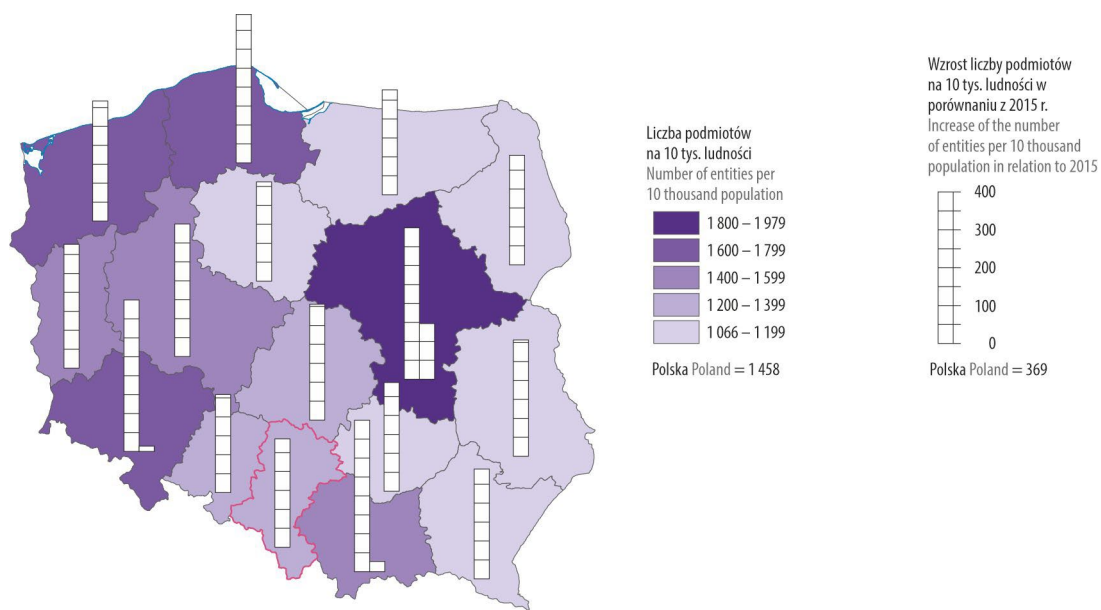 Liczba podmiotów
na 10 tys. ludności
Number of entities per
10 thousand population
1 800 – 1 979
1 600 – 1 799
1 400 – 1 599
1 200 – 1 399
1 066 – 1 199
Polska Poland = 1 458
Wzrost liczby podmiotów
na 10 tys. ludności w
porównaniu z 2015 r.
Increase of the number
of entities per 10 thousand
population in relation to 2015
400
300
200
100
0
Polska Poland = 369